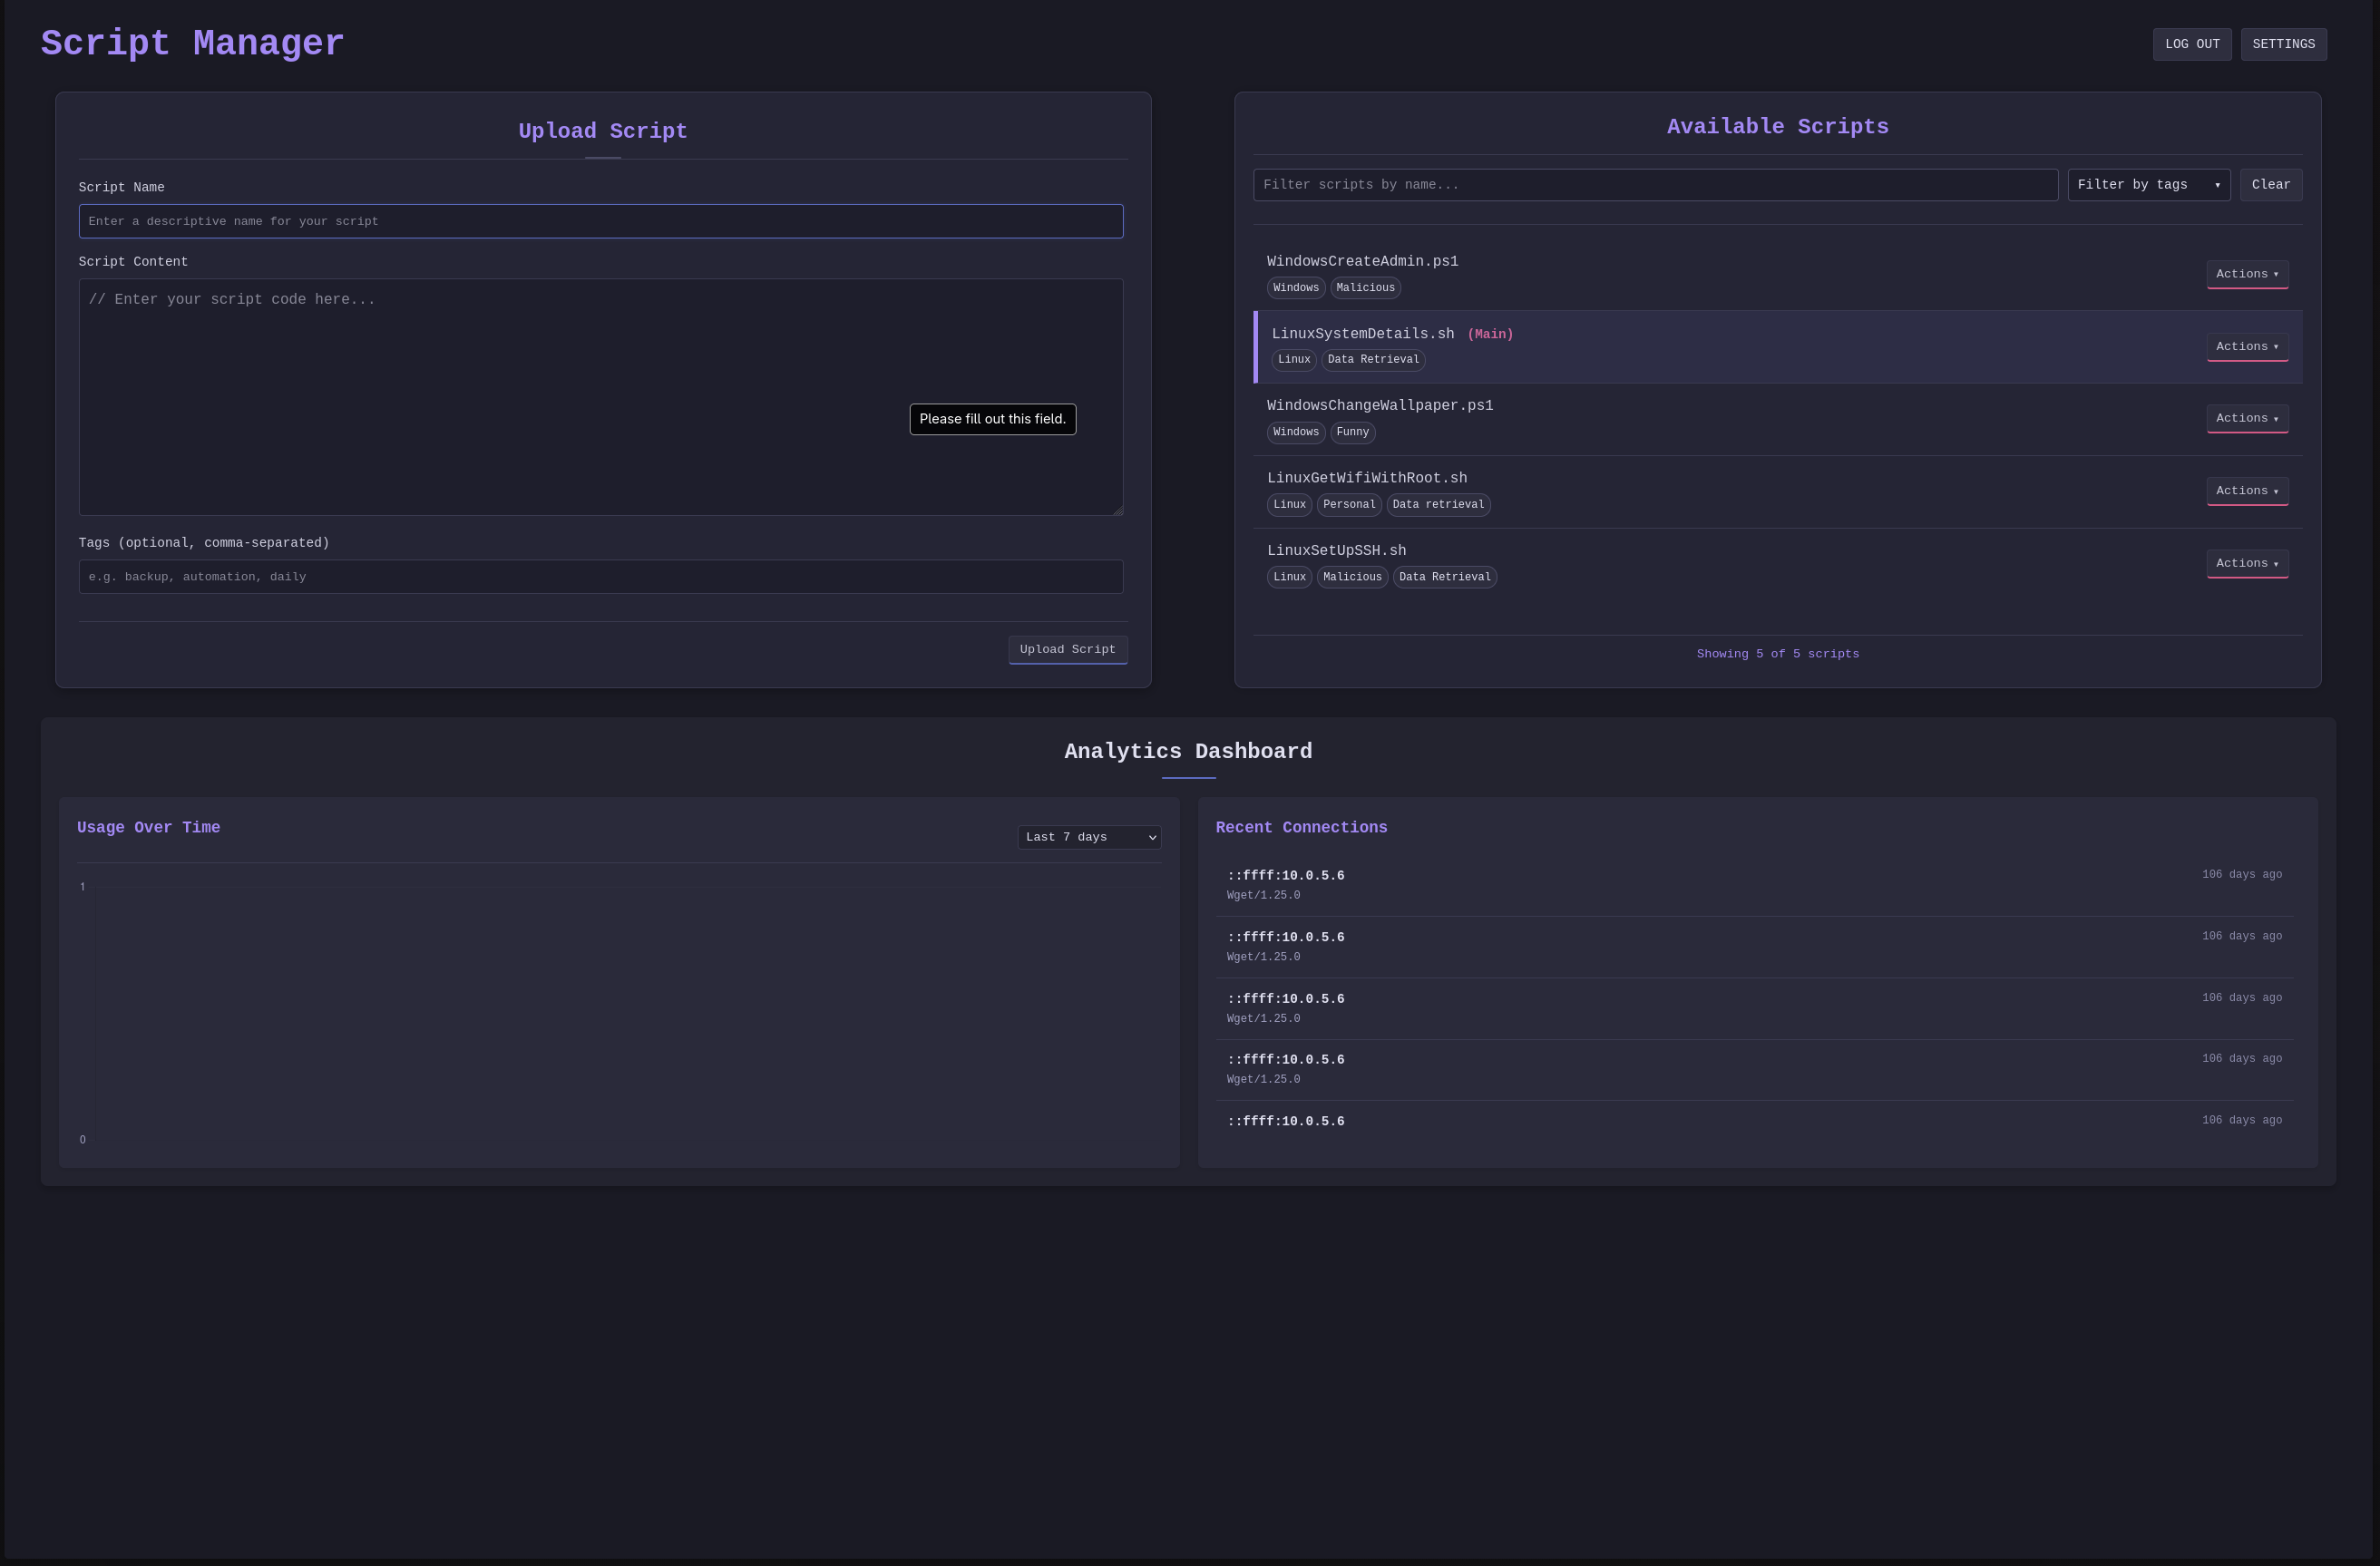 Script Manager
LOG OUT
SETTINGS
Upload Script
Script Name
Enter a descriptive name for your script
Script Content
// Enter your script code here...
Please fill out this field.
Tags (optional, comma-separated)
e.g. backup, automation, daily
Upload Script
Available Scripts
Filter scripts by name...
Filter by tags ▾
Clear
WindowsCreateAdmin.ps1
Windows Malicious
Actions ▾
LinuxSystemDetails.sh (Main)
Linux Data Retrieval
Actions ▾
WindowsChangeWallpaper.ps1
Windows Funny
Actions ▾
LinuxGetWifiWithRoot.sh
Linux Personal Data retrieval
Actions ▾
LinuxSetUpSSH.sh
Linux Malicious Data Retrieval
Actions ▾
Showing 5 of 5 scripts
Analytics Dashboard
Usage Over Time
Last 7 days
1
0
Recent Connections
::ffff:10.0.5.6
106 days ago
Wget/1.25.0
::ffff:10.0.5.6
106 days ago
Wget/1.25.0
::ffff:10.0.5.6
106 days ago
Wget/1.25.0
::ffff:10.0.5.6
106 days ago
Wget/1.25.0
::ffff:10.0.5.6
106 days ago